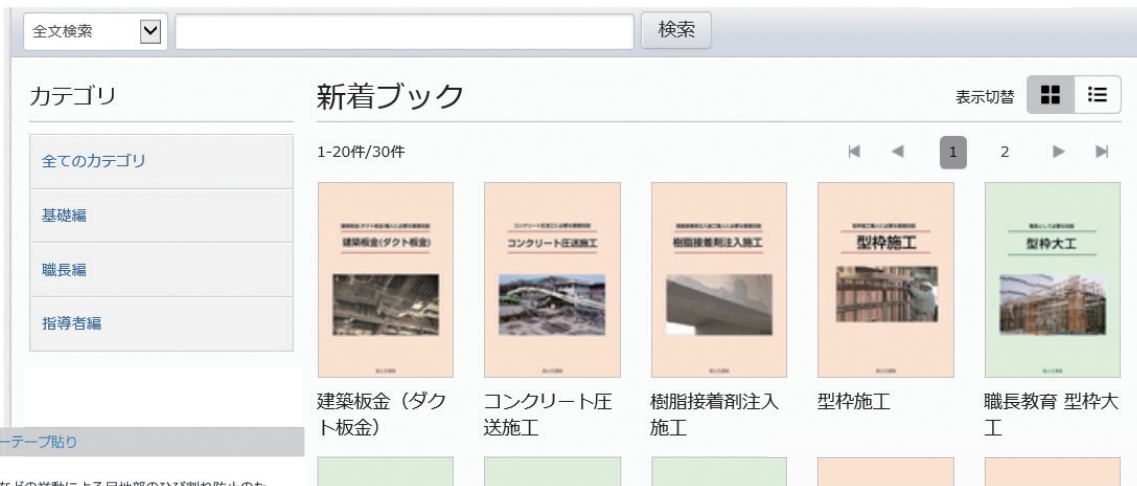 全文検索
検索
カテゴリ
新着ブック
表示切替
全てのカテゴリ
基礎編
職長編
指導者編
1-20件/30件
1 2
建築板金(ダクト板金)
コンクリート圧送施工
樹脂接着剤注入施工
型枠施工
型枠大工
建築板金(ダク
ト板金)
コンクリート圧
送施工
樹脂接着剤注入
施工
型枠施工
職長教育 型枠大
工
ーテープ貼り